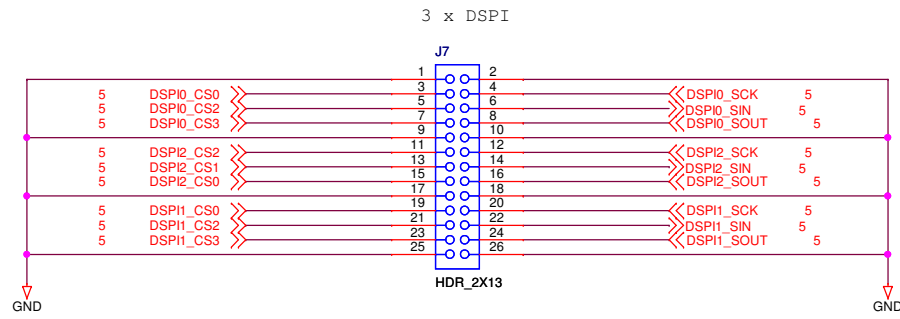 3 x DSPI
J7
1 2
5 DSPI0_CS0 3 4 DSPI0_SCK 5
5 DSPI0_CS2 5 6 DSPI0_SIN 5
5 DSPI0_CS3 7 8 DSPI0_SOUT 5
9 10
5 DSPI2_CS2 11 12 DSPI2_SCK 5
5 DSPI2_CS1 13 14 DSPI2_SIN 5
5 DSPI2_CS0 15 16 DSPI2_SOUT 5
17 18
5 DSPI1_CS0 19 20 DSPI1_SCK 5
5 DSPI1_CS2 21 22 DSPI1_SIN 5
5 DSPI1_CS3 23 24 DSPI1_SOUT 5
25 26
HDR_2X13
GND GND